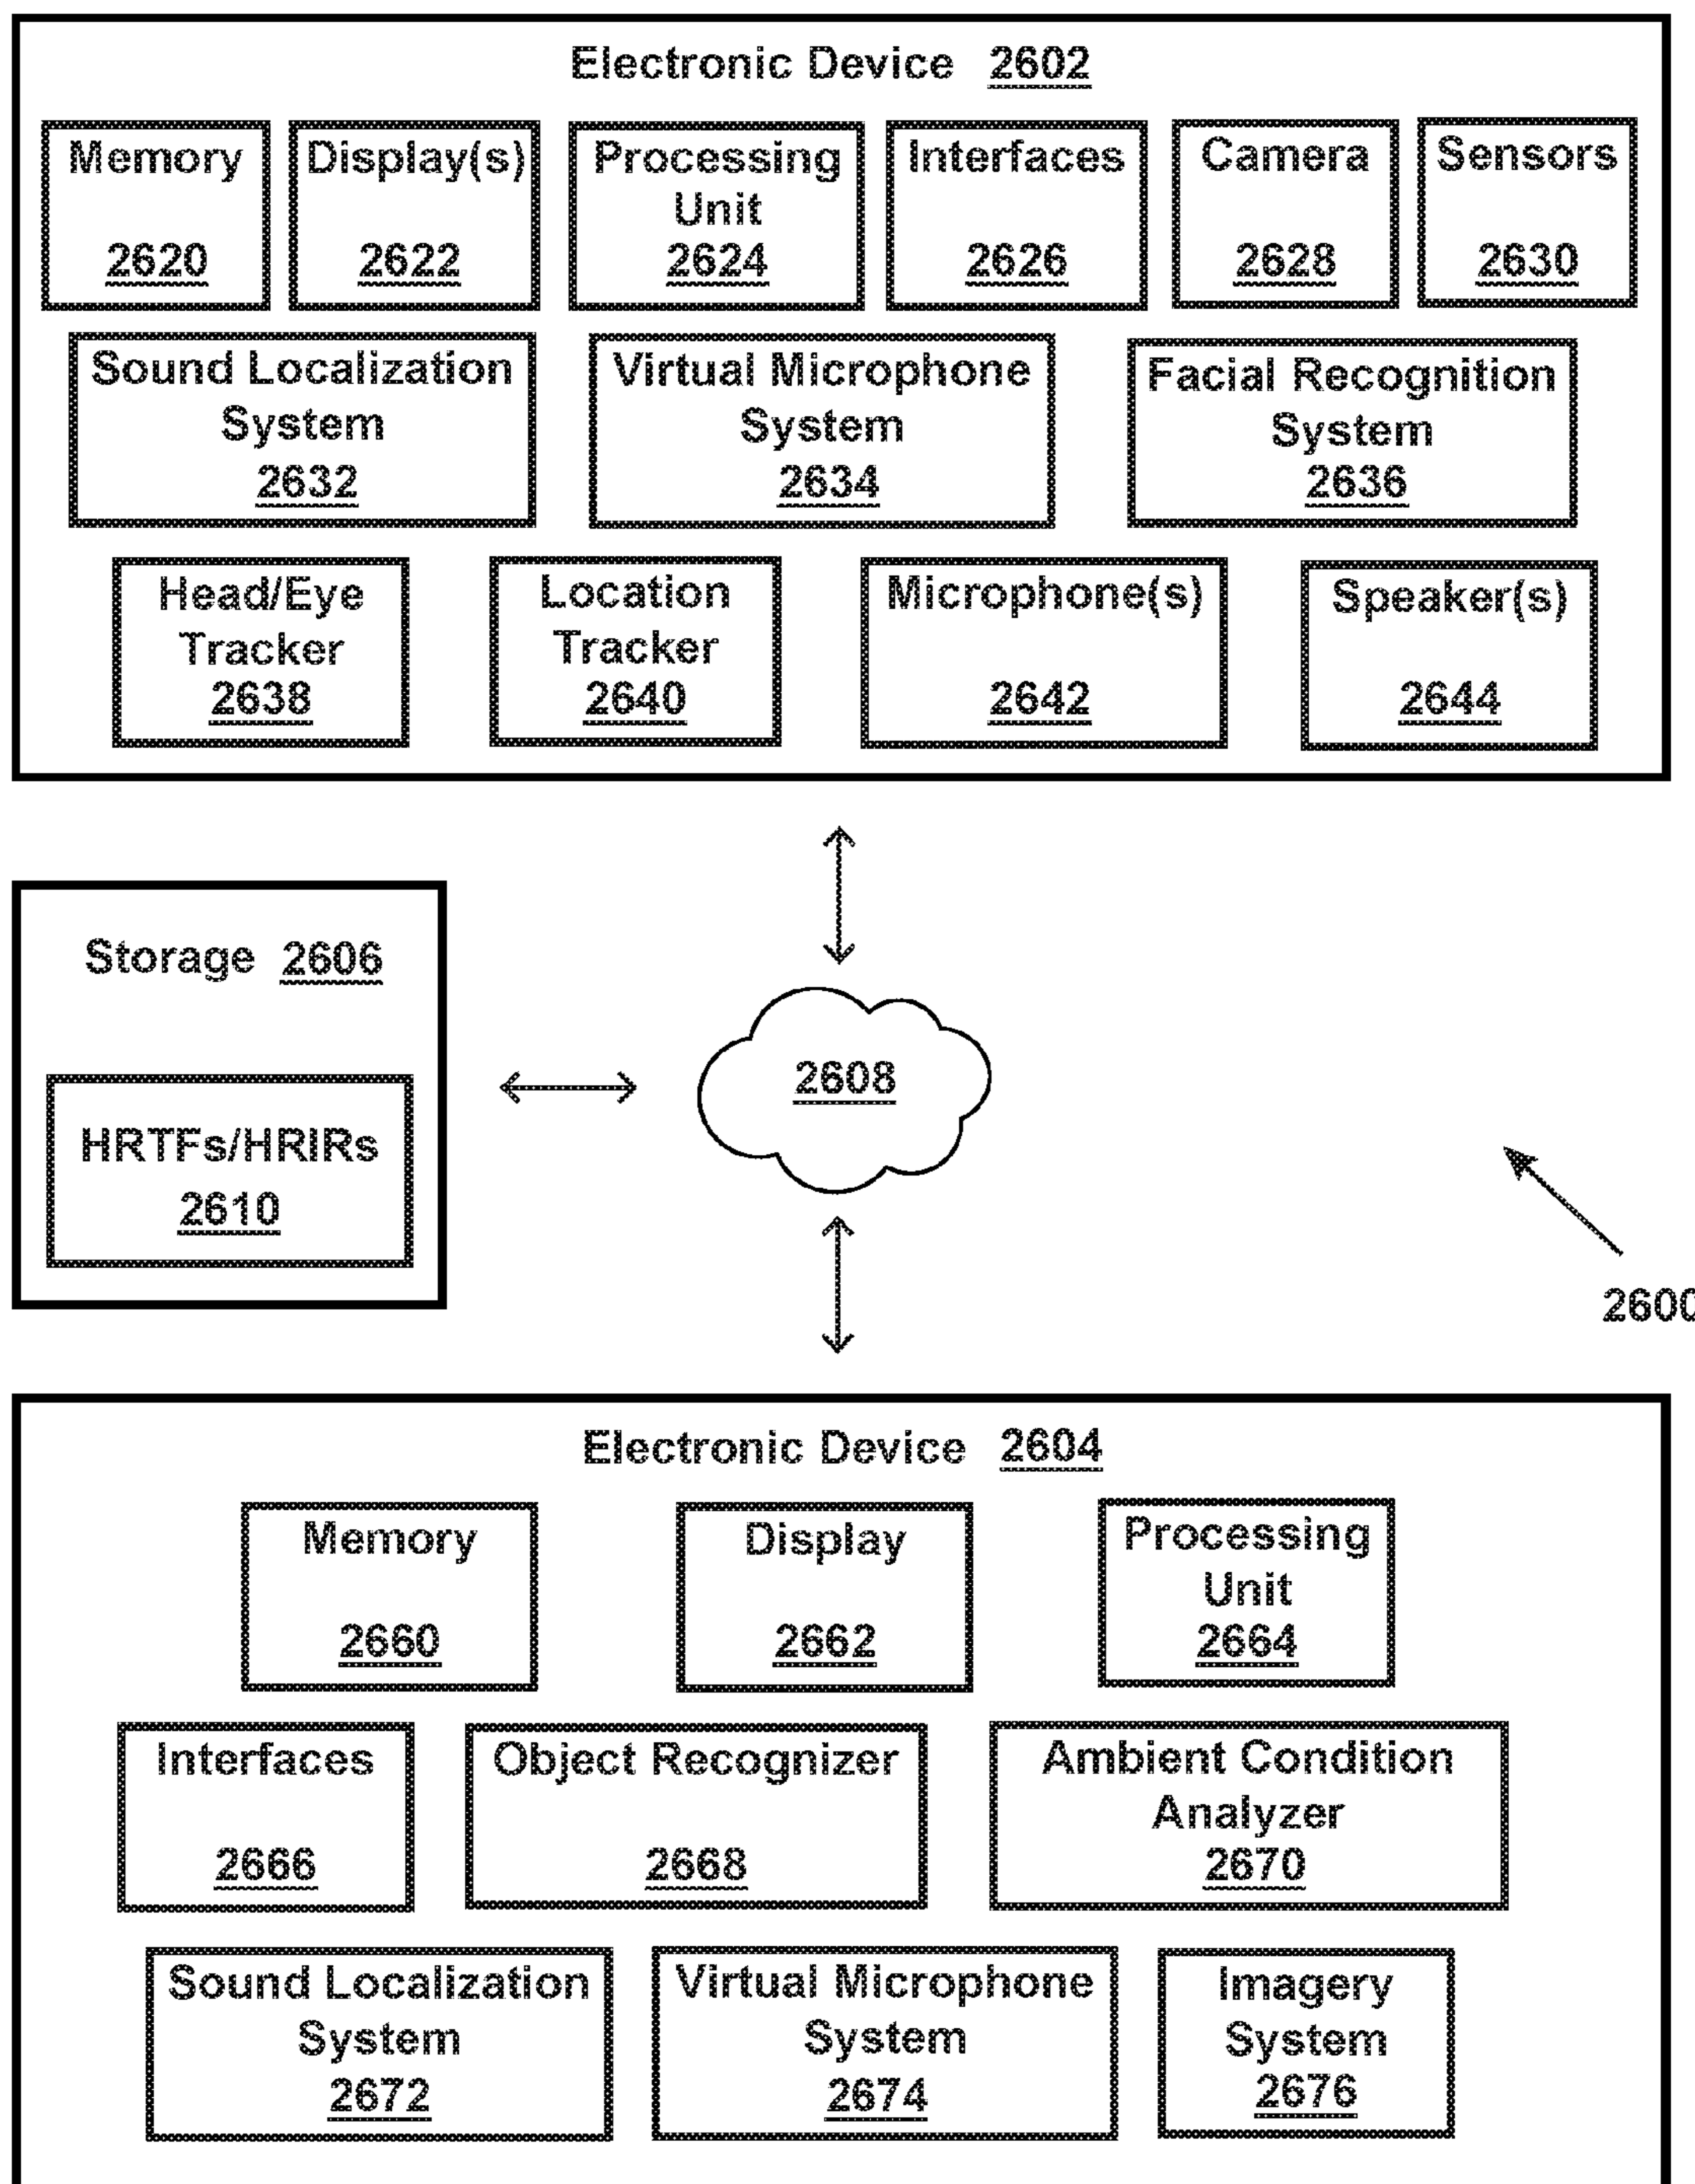 Electronic Device 2602
Memory
2620
Display(s)
2622
Processing
Unit
2624
Interfaces
2626
Camera
2628
Sensors
2630
Sound Localization
System
2632
Virtual Microphone
System
2634
Facial Recognition
System
2636
Head/Eye
Tracker
2638
Location
Tracker
2640
Microphone(s)
2642
Speaker(s)
2644
Storage 2606
HRTFs/HRIRs
2610
2608
2600
Electronic Device 2604
Memory
2660
Display
2662
Processing
Unit
2664
Interfaces
2666
Object Recognizer
2668
Ambient Condition
Analyzer
2670
Sound Localization
System
2672
Virtual Microphone
System
2674
Imagery
System
2676